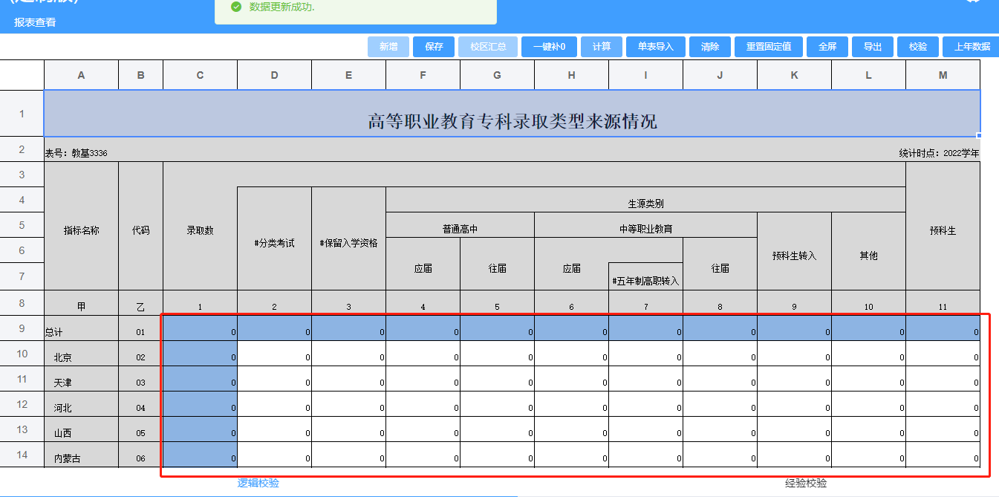 数据更新成功.
报表查看
新增 保存 校区汇总 一键补0 计算 单表导入 清除 重置固定值 全屏 导出 校验 上年数据
A B C D E F G H I J K L M
1 高等职业教育专科录取类型来源情况
2 表号：教基3336 统计时点：2022学年
3
4 生源类别
5 指标名称 代码 录取数 普通高中 中等职业教育 预科生
6 #分类考试 #保留入学资格 应届 往届 应届 往届 预科生转入 其他
7 #五年制高职转入
8 甲 乙 1 2 3 4 5 6 7 8 9 10 11
9 总计 01 0 0 0 0 0 0 0 0 0 0 0
10 北京 02 0 0 0 0 0 0 0 0 0 0 0
11 天津 03 0 0 0 0 0 0 0 0 0 0 0
12 河北 04 0 0 0 0 0 0 0 0 0 0 0
13 山西 05 0 0 0 0 0 0 0 0 0 0 0
14 内蒙古 06 0 0 0 0 0 0 0 0 0 0 0
逻辑校验 经验校验